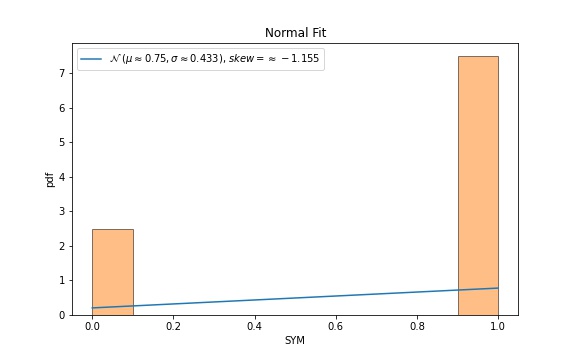 Normal Fit
𝒩(μ ≈ 0.75, σ ≈ 0.433), skew = ≈ −1.155
pdf
7
6
5
4
3
2
1
0
0.0 0.2 0.4 0.6 0.8 1.0
SYM